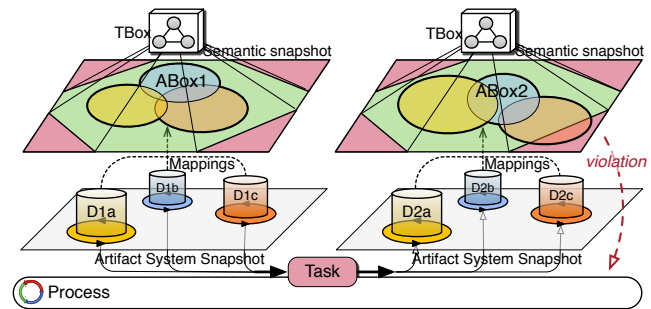 TBox
Semantic snapshot
ABox1
Mappings
D1a
D1b
D1c
Artifact System Snapshot
TBox
Semantic snapshot
ABox2
violation
Mappings
D2a
D2b
D2c
Artifact System Snapshot
Task
Process